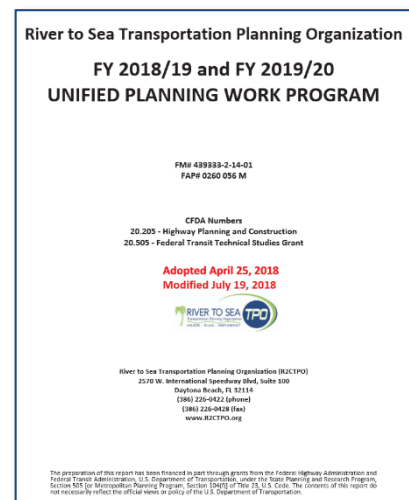 River to Sea Transportation Planning Organization
FY 2018/19 and FY 2019/20
UNIFIED PLANNING WORK PROGRAM
FM# 439333-2-14-01
FAP# 0260 056 M
CFDA Numbers
20.205 - Highway Planning and Construction
20.505 - Federal Transit Technical Studies Grant
Adopted April 25, 2018
Modified July 19, 2018
RIVER TO SEA TPO
River to Sea Transportation Planning Organization (R2CTPO)
2570 W. International Speedway Blvd, Suite 100
Daytona Beach, FL 32114
(386) 226-0422 (phone)
(386) 226-0428 (fax)
www.R2CTPO.org
The preparation of this report has been financed in part through grants from the Federal Highway Administration and
Federal Transit Administration, U.S. Department of Transportation, under the State Planning and Research Program,
Section 505 [or Metropolitan Planning Program, Section 104(f)] of Title 23, U.S. Code. The contents of this report do
not necessarily reflect the official views or policy of the U.S. Department of Transportation.